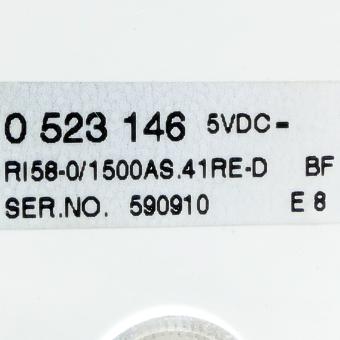 0 523 146 5VDC-
RI58-0/1500AS.41RE-D BF
SER.NO. 590910 E 8